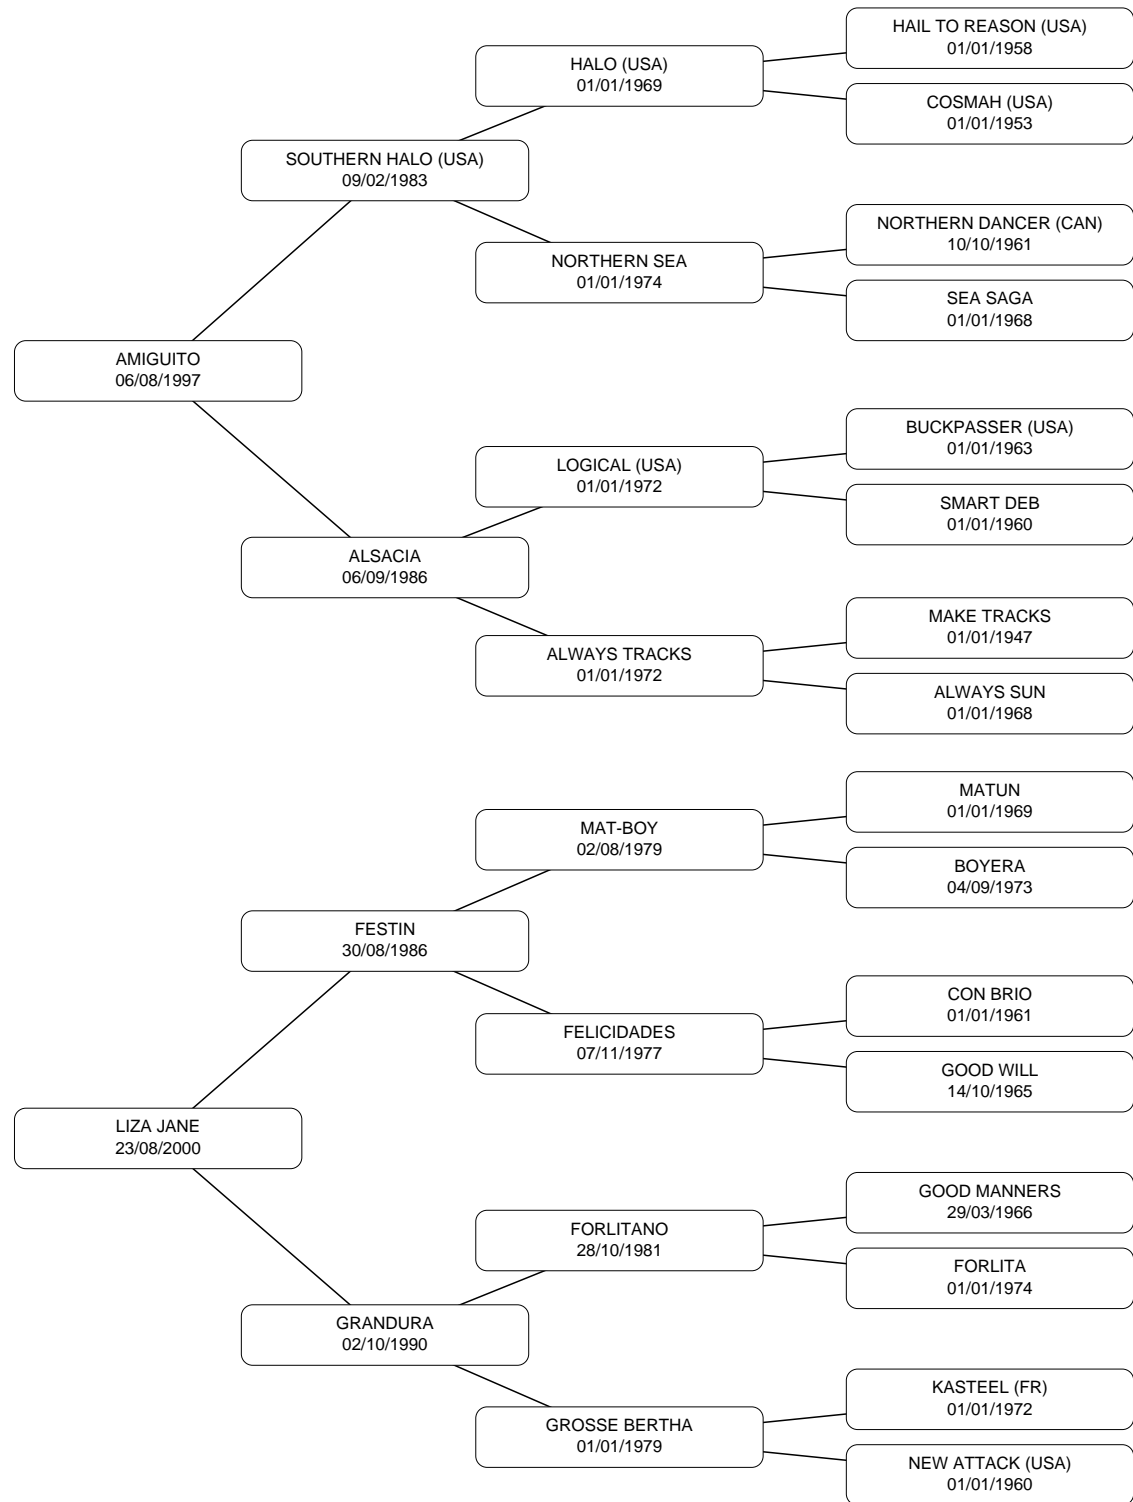 HAIL TO REASON (USA)
01/01/1958
HALO (USA)
01/01/1969
COSMAH (USA)
01/01/1953
SOUTHERN HALO (USA)
09/02/1983
NORTHERN DANCER (CAN)
10/10/1961
NORTHERN SEA
01/01/1974
SEA SAGA
01/01/1968
AMIGUITO
06/08/1997
BUCKPASSER (USA)
01/01/1963
LOGICAL (USA)
01/01/1972
SMART DEB
01/01/1960
ALSACIA
06/09/1986
MAKE TRACKS
01/01/1947
ALWAYS TRACKS
01/01/1972
ALWAYS SUN
01/01/1968
MATUN
01/01/1969
MAT-BOY
02/08/1979
BOYERA
04/09/1973
FESTIN
30/08/1986
CON BRIO
01/01/1961
FELICIDADES
07/11/1977
GOOD WILL
14/10/1965
LIZA JANE
23/08/2000
GOOD MANNERS
29/03/1966
FORLITANO
28/10/1981
FORLITA
01/01/1974
GRANDURA
02/10/1990
KASTEEL (FR)
01/01/1972
GROSSE BERTHA
01/01/1979
NEW ATTACK (USA)
01/01/1960